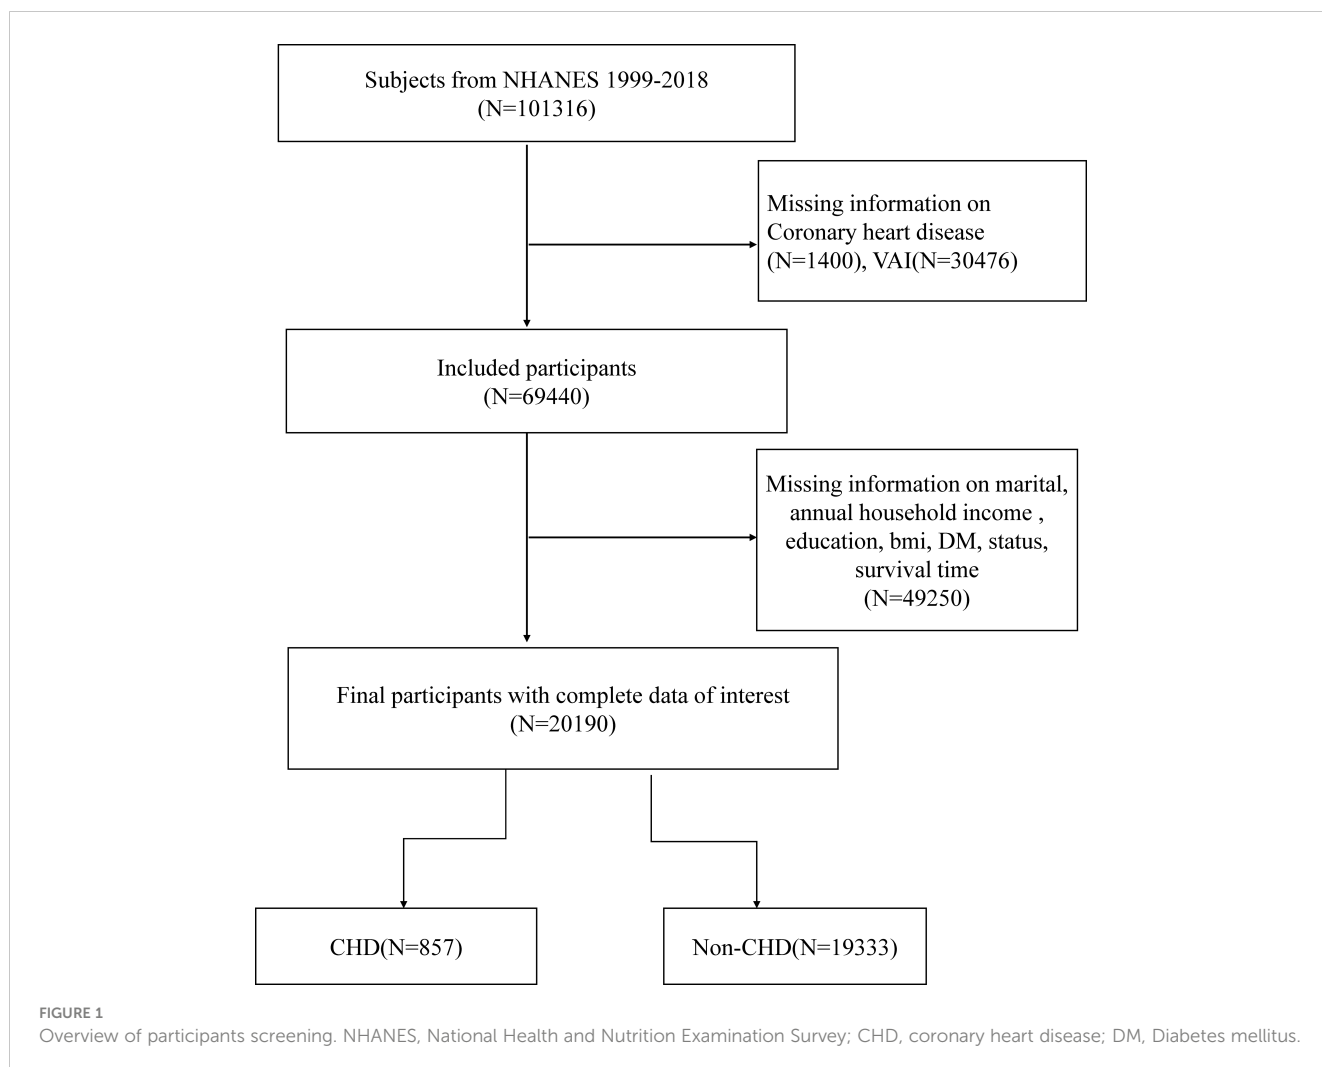 Subjects from NHANES 1999-2018
(N=101316)
Missing information on
Coronary heart disease
(N=1400), VAI(N=30476)
Included participants
(N=69440)
Missing information on marital,
annual household income ,
education, bmi, DM, status,
survival time
(N=49250)
Final participants with complete data of interest
(N=20190)
CHD(N=857)
Non-CHD(N=19333)
FIGURE 1
Overview of participants screening. NHANES, National Health and Nutrition Examination Survey; CHD, coronary heart disease; DM, Diabetes mellitus.